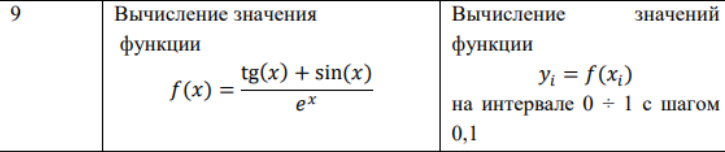 9
Вычисление значения
функции
f(x) = (tg(x) + sin(x)) / e^x
Вычисление значений
функции
y_i = f(x_i)
на интервале 0 ÷ 1 с шагом
0,1